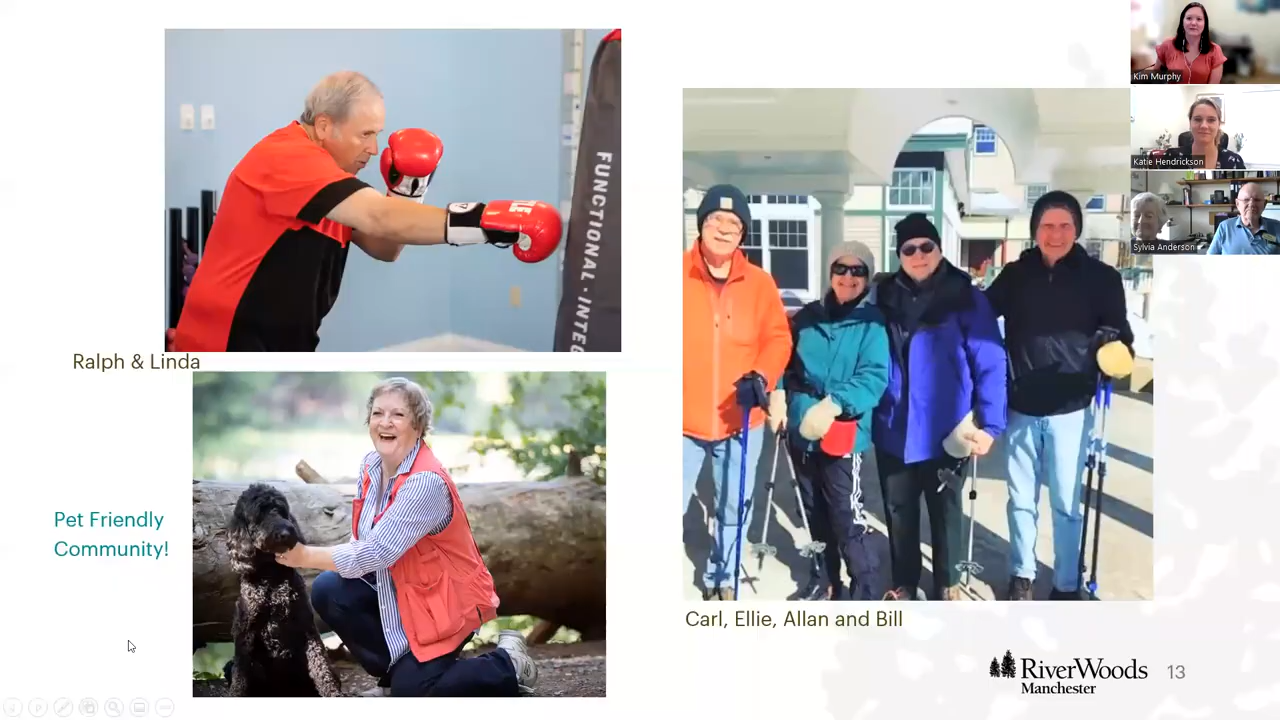 FUNCTIONAL · INTEG
Ralph & Linda
Pet Friendly
Community!
Carl, Ellie, Allan and Bill
RiverWoods
Manchester
13
Kim Murphy
Katie Hendrickson
Sylvia Anderson